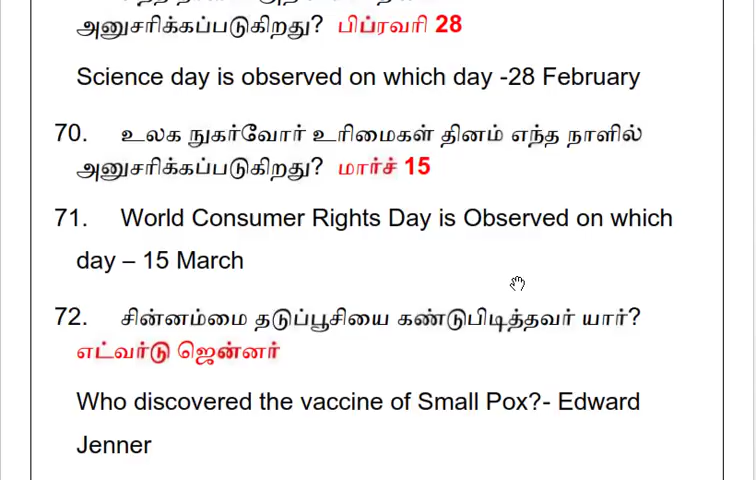 அனுசரிக்கப்படுகிறது? பிப்ரவரி 28
Science day is observed on which day -28 February
70. உலக நுகர்வோர் உரிமைகள் தினம் எந்த நாளில்
அனுசரிக்கப்படுகிறது? மார்ச் 15
71. World Consumer Rights Day is Observed on which
day – 15 March
72. சின்னம்மை தடுப்பூசியை கண்டுபிடித்தவர் யார்?
எட்வர்டு ஜென்னர்
Who discovered the vaccine of Small Pox?- Edward
Jenner